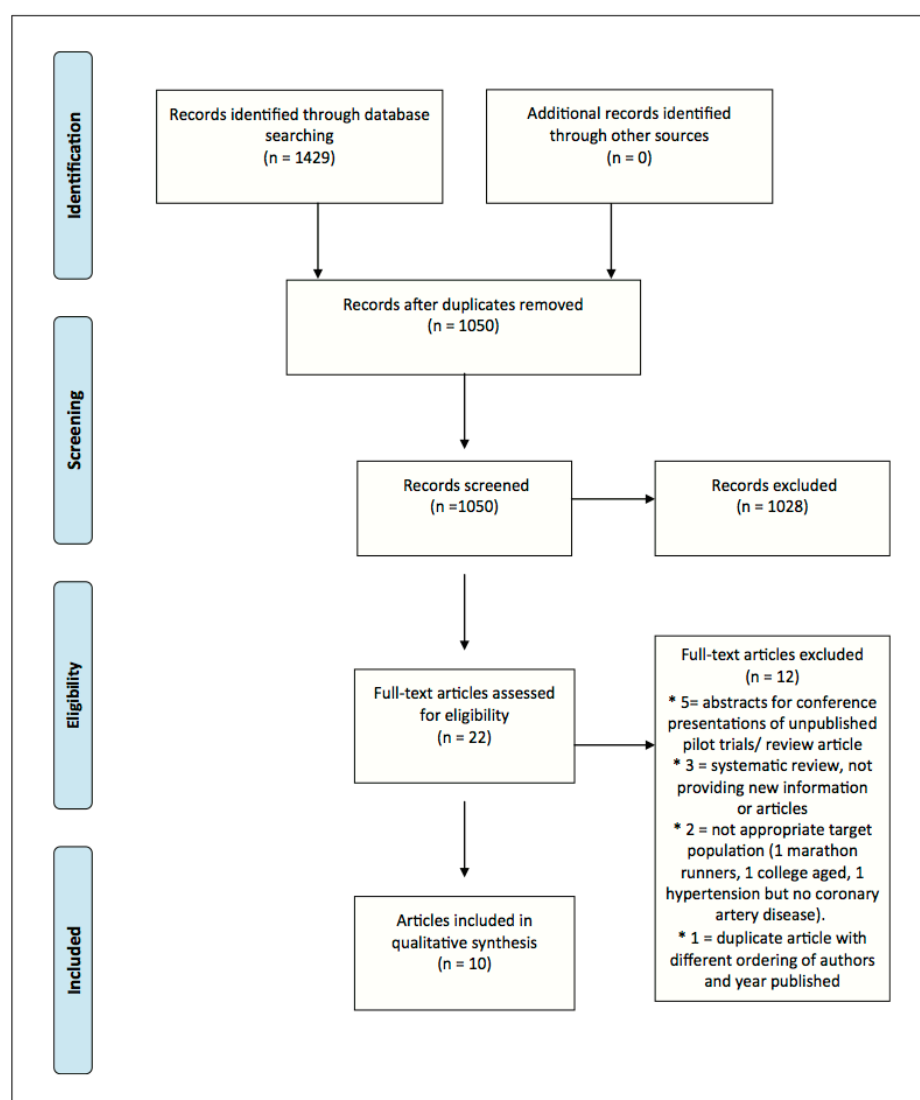 Identification
Records identified through database
searching
(n = 1429)
Additional records identified
through other sources
(n = 0)
Records after duplicates removed
(n = 1050)
Screening
Records screened
(n =1050)
Records excluded
(n = 1028)
Eligibility
Full-text articles assessed
for eligibility
(n = 22)
Full-text articles excluded
(n = 12)
* 5= abstracts for conference
presentations of unpublished
pilot trials/ review article
* 3 = systematic review, not
providing new information
or articles
* 2 = not appropriate target
population (1 marathon
runners, 1 college aged, 1
hypertension but no coronary
artery disease).
* 1 = duplicate article with
different ordering of authors
and year published
Included
Articles included in
qualitative synthesis
(n = 10)